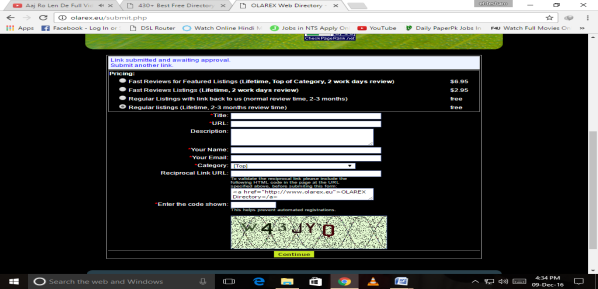 Aaj Ro Len De Full Vi
430+ Best Free Directory
OLAREX Web Directory -
olarex.eu/submit.php
Apps
Facebook
DSL Router
Watch Online Hindi
Jobs in NTS Apply On
YouTube
Daily PaperPk Jobs In
Watch Full Movies On
CheckPageRank.net
Link submitted and awaiting approval.
Submit another link.
Pricing:
Fast Reviews for Featured Listings (Lifetime, Top of Category, 2 work days review) $6.95
Fast Reviews Listings (Lifetime, 2 work days review) $2.95
Regular Listings with link back to us (normal review time, 2-3 months) free
Regular listings (Lifetime, 2-3 months review time) free
*Title:
*URL:
Description:
*Your Name:
*Your Email:
*Category: [Top]
Reciprocal Link URL:
To validate the reciprocal link please include the
following HTML code in the page at the URL
specified above, before submitting this form:
<a href="http://www.olarex.eu">OLAREX
Directory</a>
*Enter the code shown:
This helps prevent automated registrations.
W43JY0
Continue
Search the web and Windows
4:34 PM
09-Dec-16